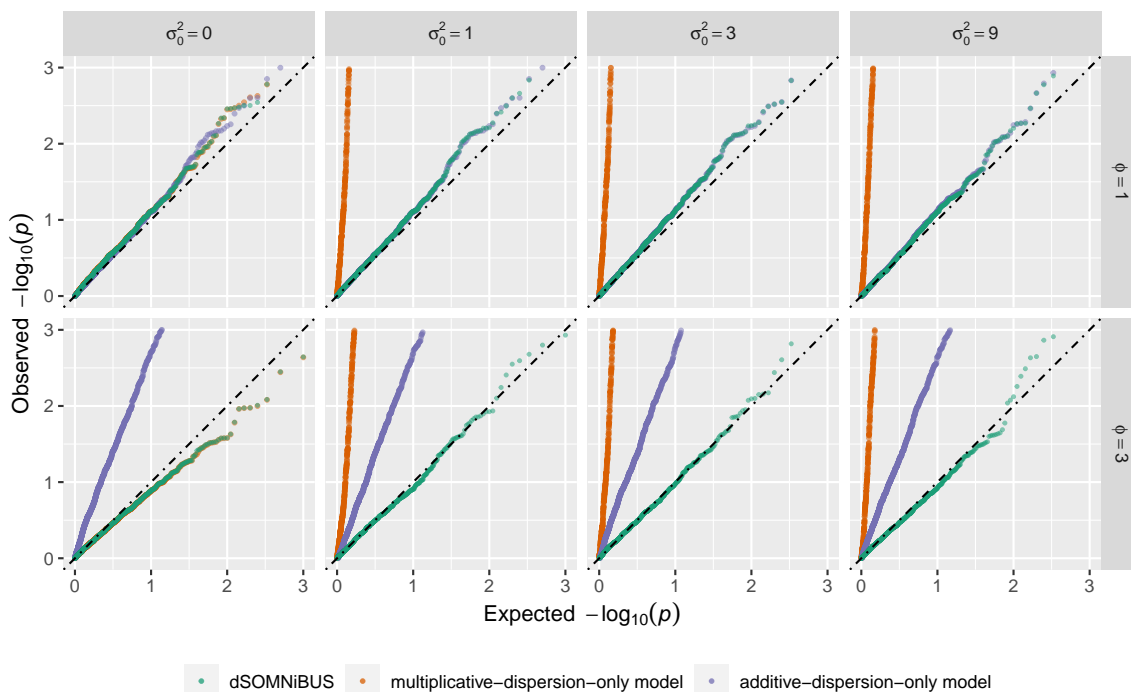 σ₀² = 0 σ₀² = 1 σ₀² = 3 σ₀² = 9
3
2
1
0
ϕ = 1
3
2
1
0
ϕ = 3
Observed −log₁₀(p)
0 1 2 3 0 1 2 3 0 1 2 3 0 1 2 3
Expected −log₁₀(p)
dSOMNiBUS multiplicative−dispersion−only model additive−dispersion−only model